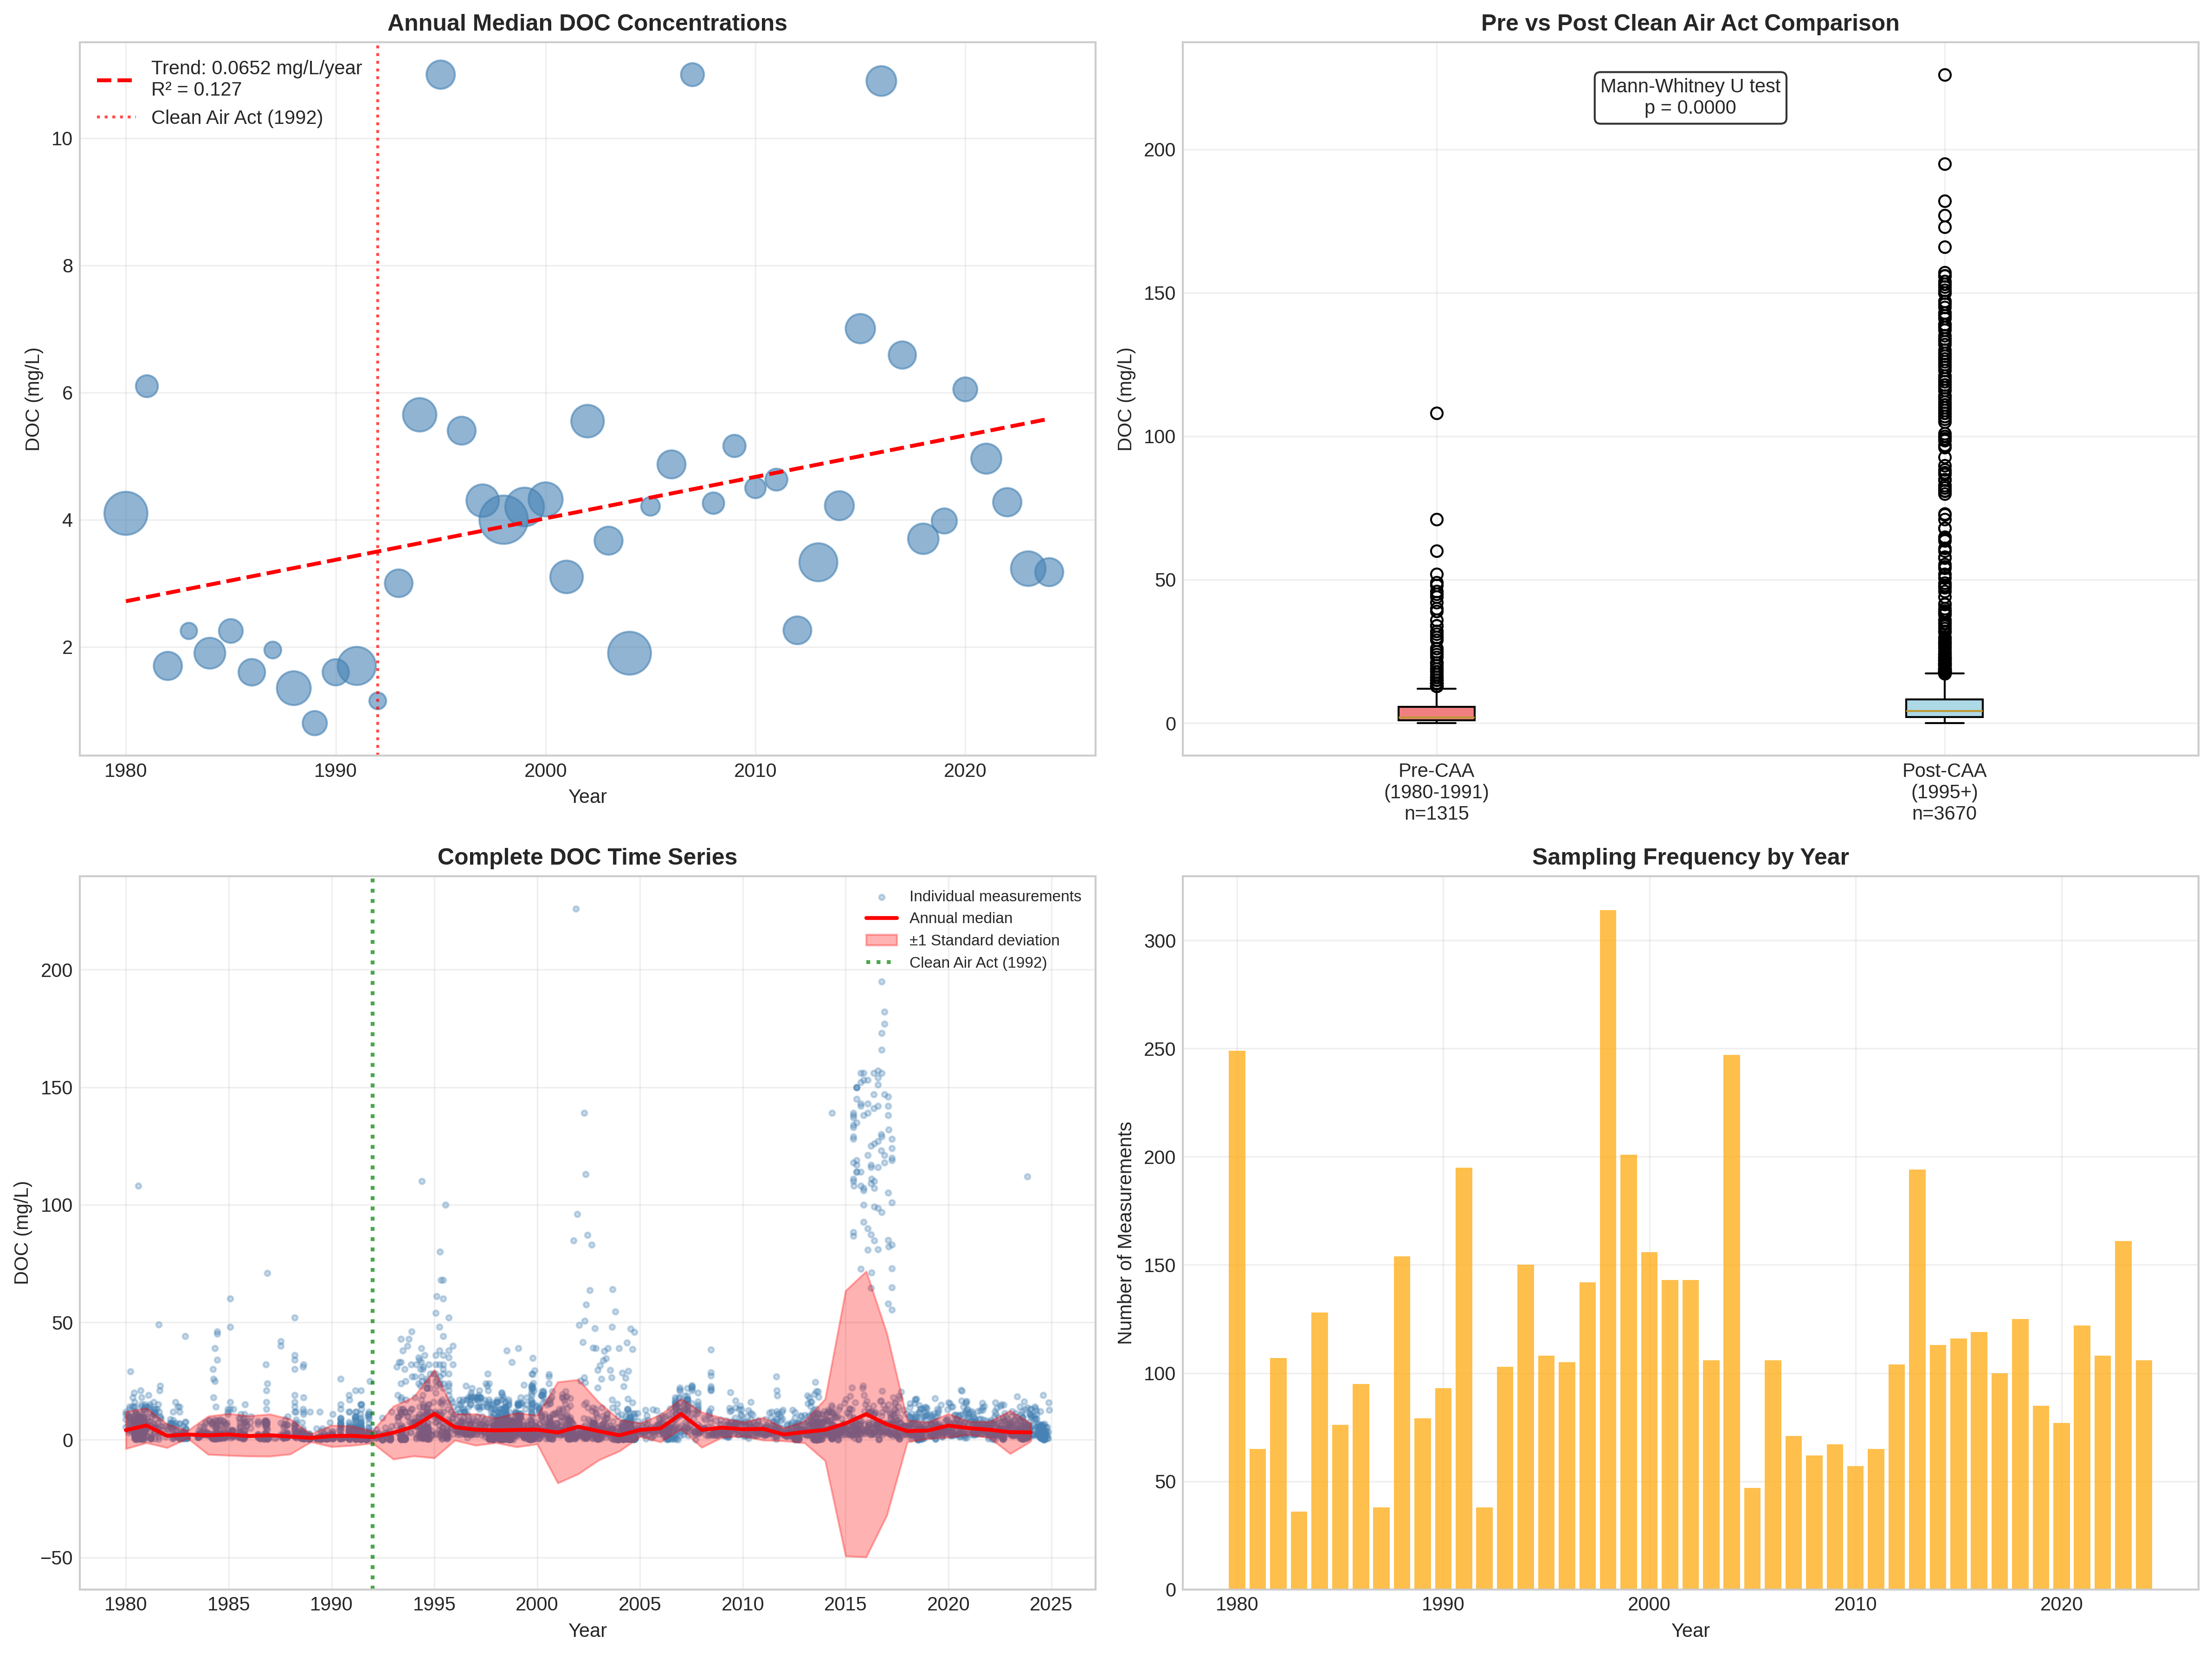 Annual Median DOC Concentrations
Trend: 0.0652 mg/L/year
R² = 0.127
Clean Air Act (1992)
DOC (mg/L)
10
8
6
4
2
1980
1990
2000
2010
2020
Year
Pre vs Post Clean Air Act Comparison
Mann-Whitney U test
p = 0.0000
DOC (mg/L)
200
150
100
50
0
Pre-CAA
(1980-1991)
n=1315
Post-CAA
(1995+)
n=3670
Complete DOC Time Series
Individual measurements
Annual median
±1 Standard deviation
Clean Air Act (1992)
DOC (mg/L)
200
150
100
50
0
−50
1980
1985
1990
1995
2000
2005
2010
2015
2020
2025
Year
Sampling Frequency by Year
Number of Measurements
300
250
200
150
100
50
0
1980
1990
2000
2010
2020
Year